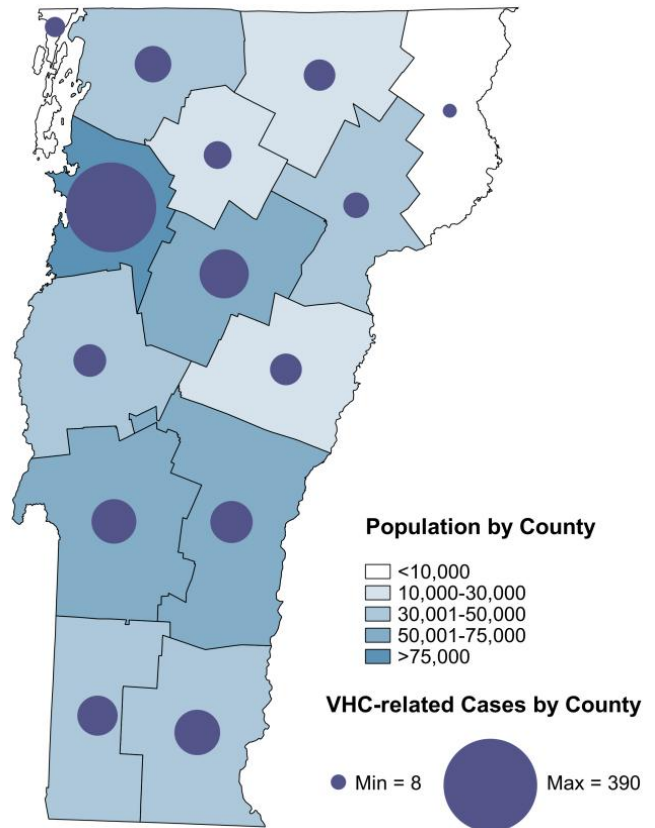 Population by County
<10,000
10,000-30,000
30,001-50,000
50,001-75,000
>75,000
VHC-related Cases by County
Min = 8 Max = 390